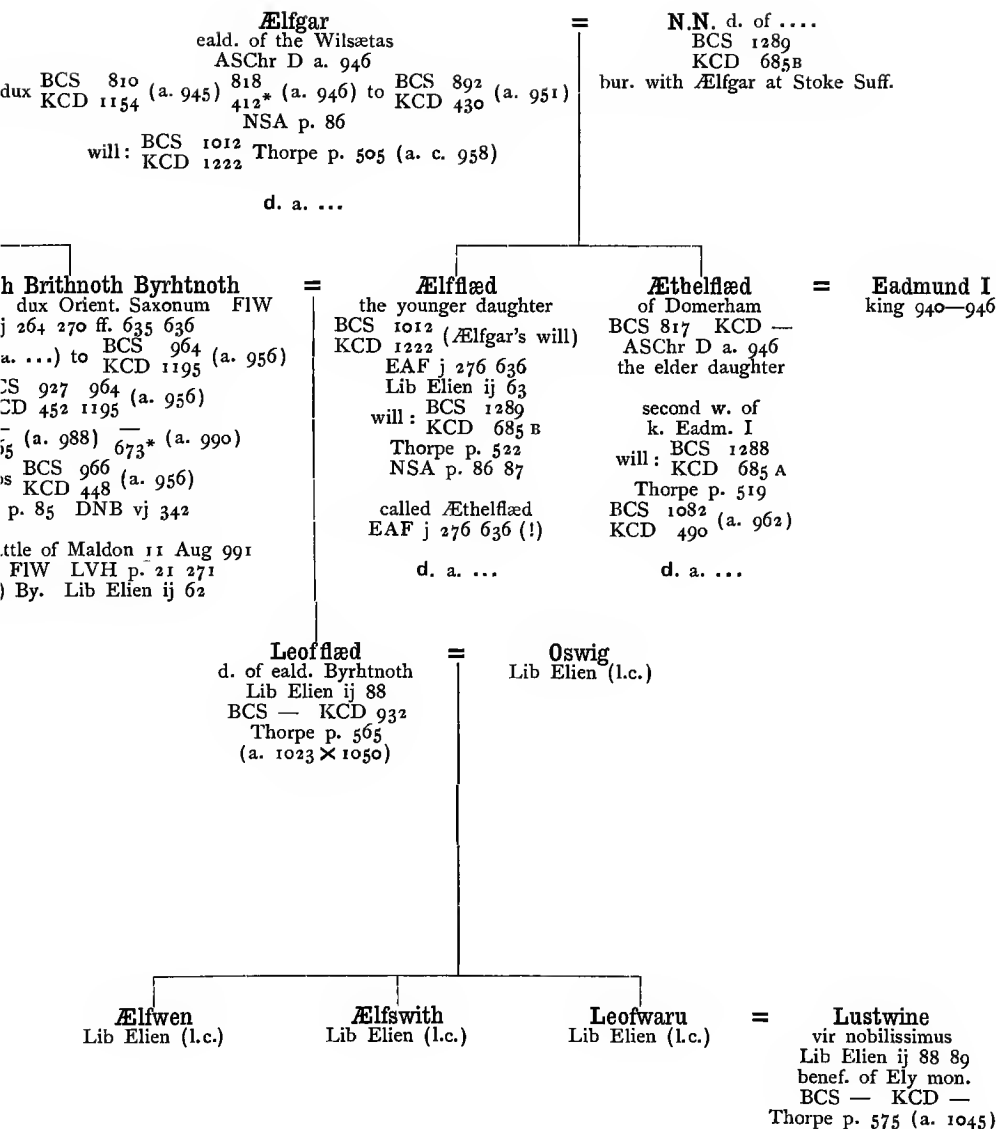 Ælfgar
eald. of the Wilsætas
ASChr D a. 946
dux BCS 810 818 BCS 892
KCD 1154 (a. 945) 412* (a. 946) to KCD 430 (a. 951)
NSA p. 86
will: BCS 1012
KCD 1222 Thorpe p. 505 (a. c. 958)
d. a. ...
=
N.N. d. of ....
BCS 1289
KCD 685B
bur. with Ælfgar at Stoke Suff.
h Brithnoth Byrhtnoth
dux Orient. Saxonum FlW
j 264 270 ff. 635 636
a. ...) to BCS 964
KCD 1195 (a. 956)
CS 927 964
CD 452 1195 (a. 956)
— —
5 (a. 988) 673* (a. 990)
s BCS 966
KCD 448 (a. 956)
p. 85 DNB vj 342
ttle of Maldon 11 Aug 991
FlW LVH p. 21 271
) By. Lib Elien ij 62
=
Ælfflæd
the younger daughter
BCS 1012
KCD 1222 (Ælfgar's will)
EAF j 276 636
Lib Elien ij 63
will: BCS 1289
KCD 685 B
Thorpe p. 522
NSA p. 86 87
called Æthelflæd
EAF j 276 636 (!)
d. a. ...
Æthelflæd
of Domerham
BCS 817 KCD —
ASChr D a. 946
the elder daughter
second w. of
k. Eadm. I
will: BCS 1288
KCD 685 A
Thorpe p. 519
BCS 1082
KCD 490 (a. 962)
d. a. ...
=
Eadmund I
king 940—946
Leofflæd
d. of eald. Byrhtnoth
Lib Elien ij 88
BCS — KCD 932
Thorpe p. 565
(a. 1023 × 1050)
=
Oswig
Lib Elien (l.c.)
Ælfwen
Lib Elien (l.c.)
Ælfswith
Lib Elien (l.c.)
Leofwaru
Lib Elien (l.c.)
=
Lustwine
vir nobilissimus
Lib Elien ij 88 89
benef. of Ely mon.
BCS — KCD —
Thorpe p. 575 (a. 1045)